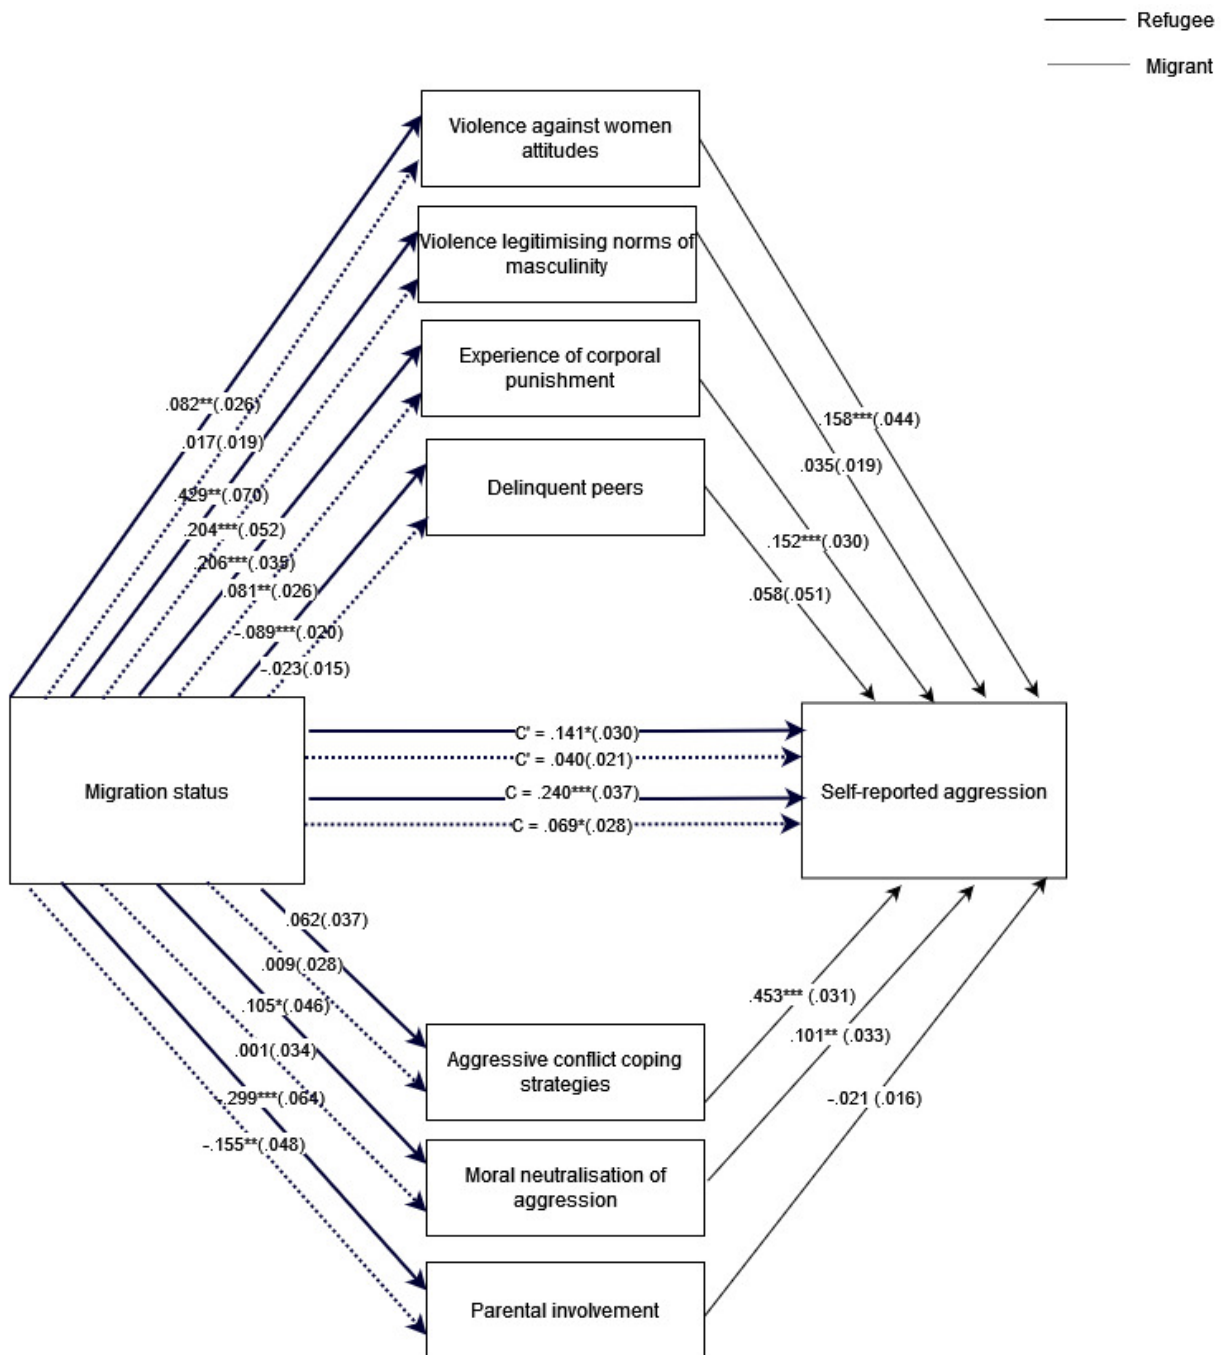 Refugee
Migrant
Violence against women
attitudes
Violence legitimising norms of
masculinity
Experience of corporal
punishment
Delinquent peers
.082**(.026)
.017(.019)
.429**(.070)
.204***(.052)
.206***(.035)
.081**(.026)
-.089***(.020)
-.023(.015)
.158***(.044)
.035(.019)
.152***(.030)
.058(.051)
Migration status
C' = .141*(.030)
C' = .040(.021)
C = .240***(.037)
C = .069*(.028)
Self-reported aggression
.062(.037)
.009(.028)
.105*(.046)
.001(.034)
-.299***(.064)
-.155**(.048)
.453*** (.031)
.101** (.033)
-.021 (.016)
Aggressive conflict coping
strategies
Moral neutralisation of
aggression
Parental involvement